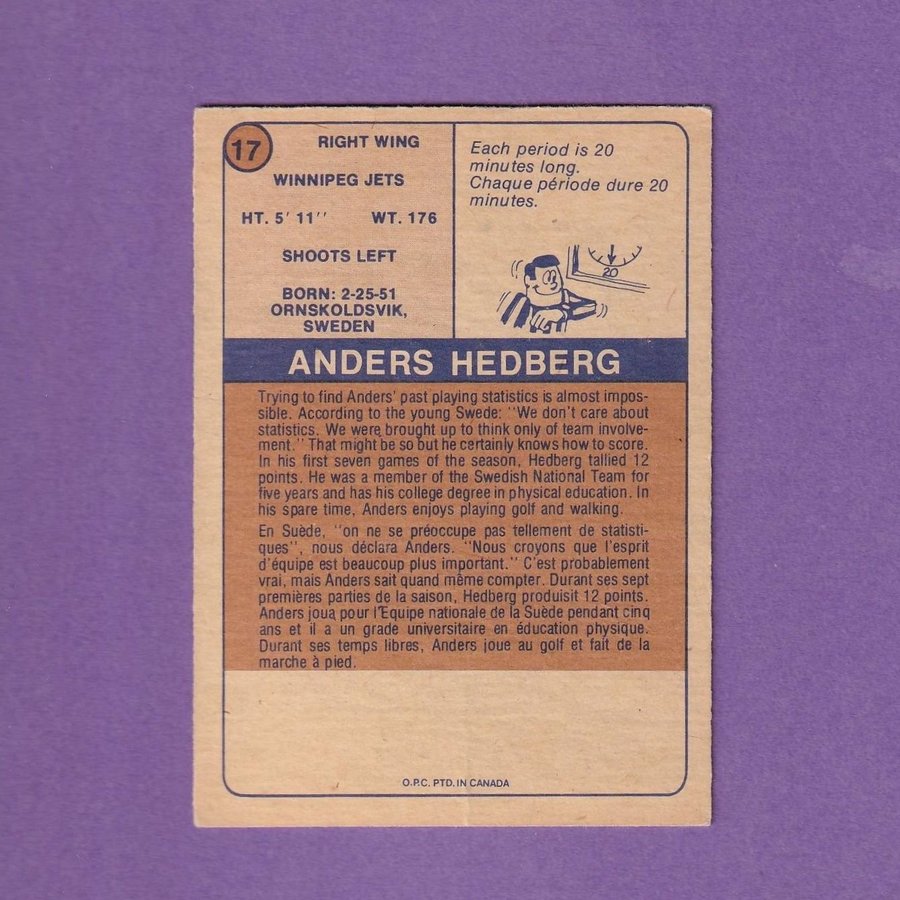 17
RIGHT WING
WINNIPEG JETS
HT. 5' 11'' WT. 176
SHOOTS LEFT
BORN: 2-25-51
ORNSKOLDSVIK,
SWEDEN
Each period is 20
minutes long.
Chaque période dure 20
minutes.
20
ANDERS HEDBERG
Trying to find Anders' past playing statistics is almost impos-
sible. According to the young Swede: ''We don't care about
statistics. We were brought up to think only of team involve-
ment.'' That might be so but he certainly knows how to score.
In his first seven games of the season, Hedberg tallied 12
points. He was a member of the Swedish National Team for
five years and has his college degree in physical education. In
his spare time, Anders enjoys playing golf and walking.
En Suède, ''on ne se préoccupe pas tellement de statisti-
ques'', nous déclara Anders. ''Nous croyons que l'esprit
d'équipe est beaucoup plus important.'' C'est probablement
vrai, mais Anders sait quand même compter. Durant ses sept
premières parties de la saison, Hedberg produisit 12 points.
Anders joua pour l'Equipe nationale de la Suède pendant cinq
ans et il a un grade universitaire en éducation physique.
Durant ses temps libres, Anders joue au golf et fait de la
marche à pied.
O.P.C. PTD. IN CANADA